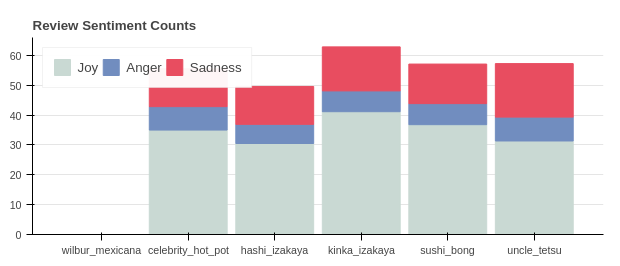 Review Sentiment Counts
Joy Anger Sadness
60
50
40
30
20
10
0
wilbur_mexicana celebrity_hot_pot hashi_izakaya kinka_izakaya sushi_bong uncle_tetsu